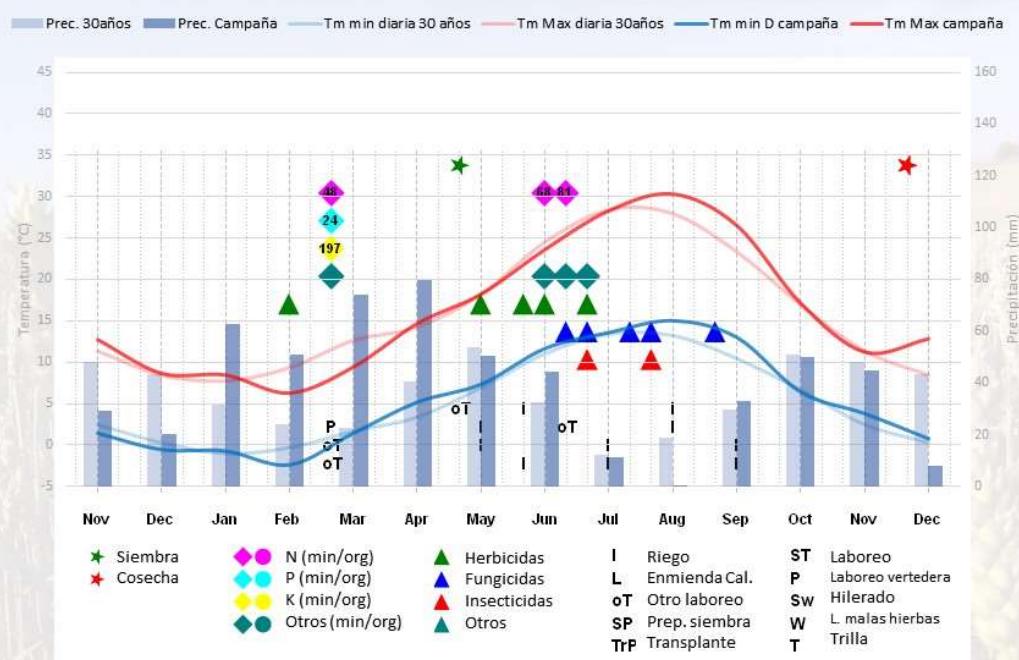 Prec. 30años Prec. Campaña Tm min diaria 30 años Tm Max diaria 30años Tm min D campaña Tm Max campaña
45 160
40 140
35 120
30 100
25 80
20 60
15 40
10 20
5 0
0
-5
Temperatura (°C)
Precipitación (mm)
48 68 81
24
197
oT i i
P I oT I
oT I I I
oT I I I
Nov Dec Jan Feb Mar Apr May Jun Jul Aug Sep Oct Nov Dec
Siembra N (min/org) Herbicidas I Riego ST Laboreo
Cosecha P (min/org) Fungicidas L Enmienda Cal. P Laboreo vertedera
K (min/org) Insecticidas oT Otro laboreo Sw Hilerado
Otros (min/org) Otros SP Prep. siembra W L. malas hierbas
TrP Transplante T Trilla